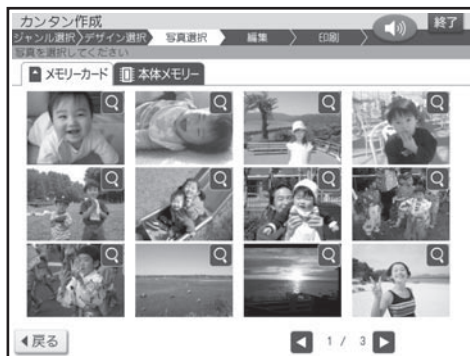 カンタン作成
終了
ジャンル選択 デザイン選択 写真選択 編集 印刷
写真を選択してください
メモリーカード 本体メモリー
戻る
1 / 3